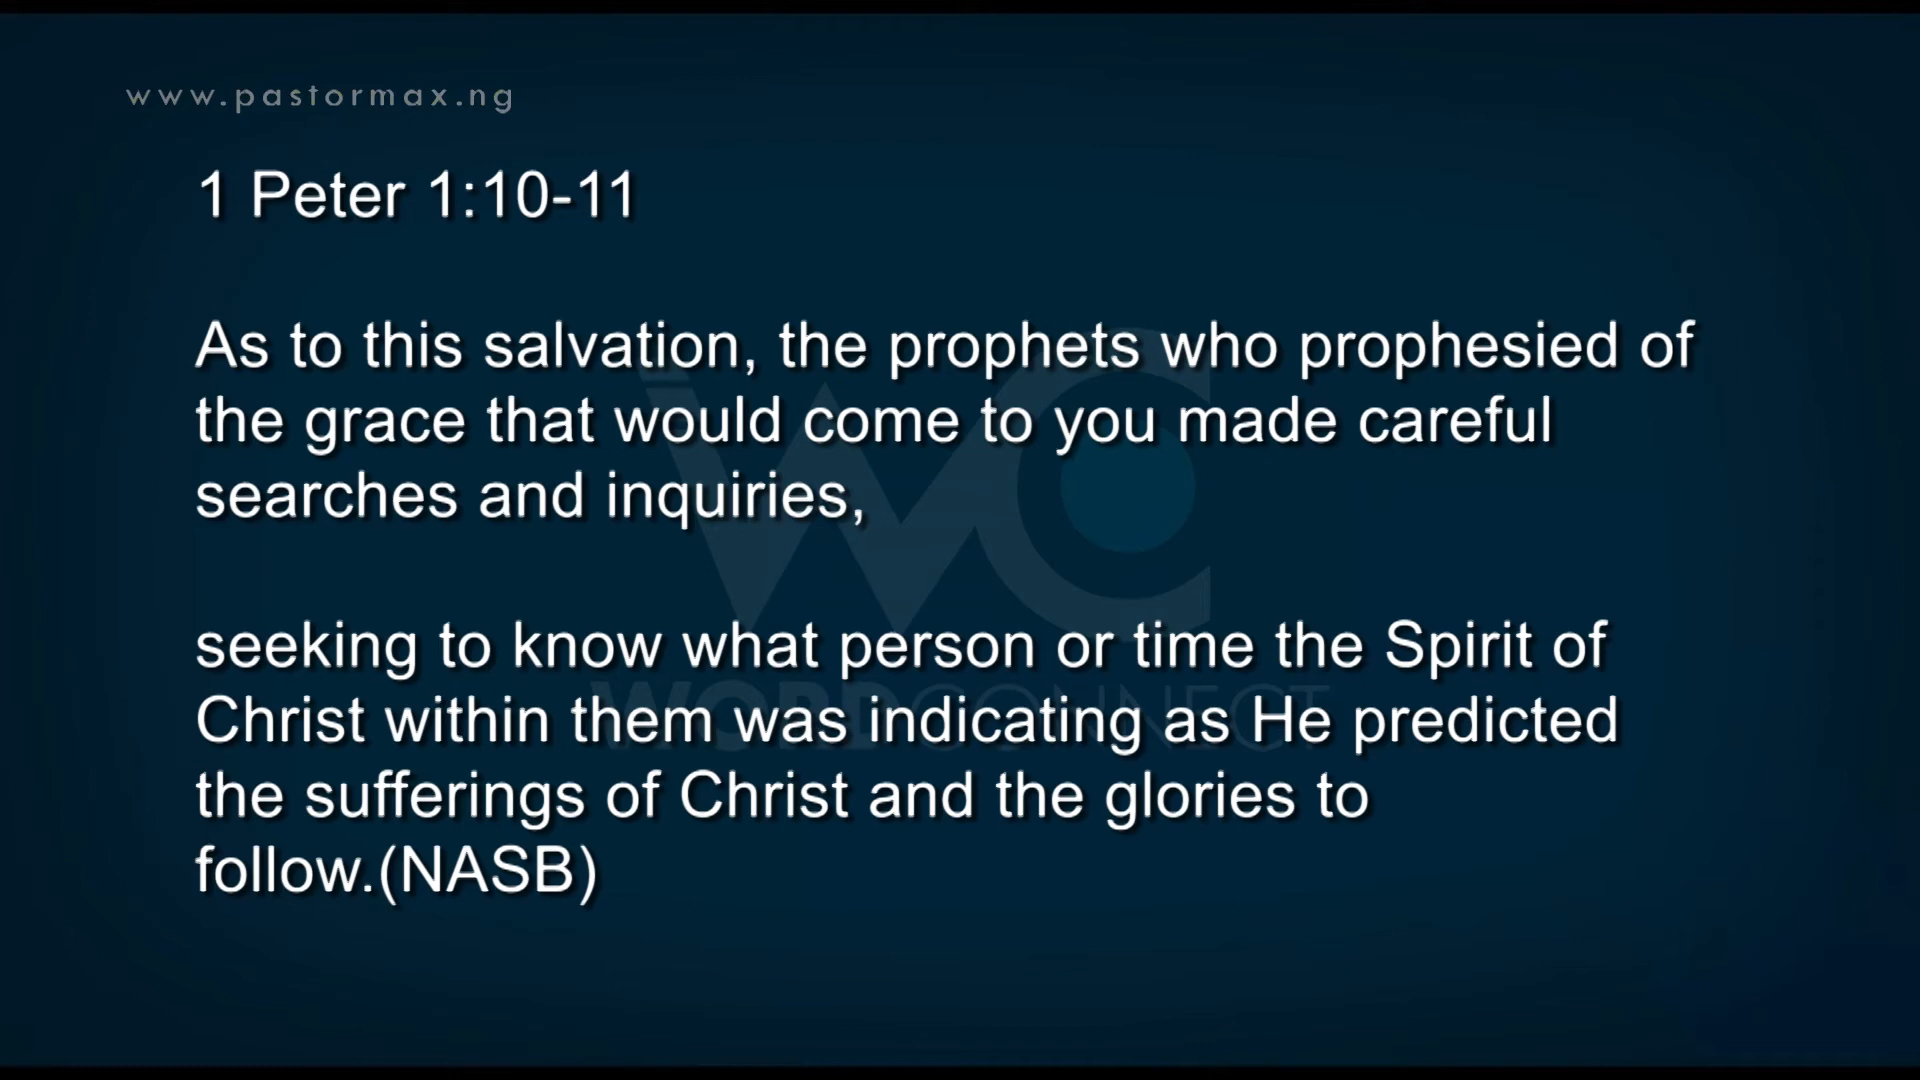 www.pastormax.ng
1 Peter 1:10-11
As to this salvation, the prophets who prophesied of
the grace that would come to you made careful
searches and inquiries,
seeking to know what person or time the Spirit of
Christ within them was indicating as He predicted
the sufferings of Christ and the glories to
follow.(NASB)
WC
WORDCONNECT